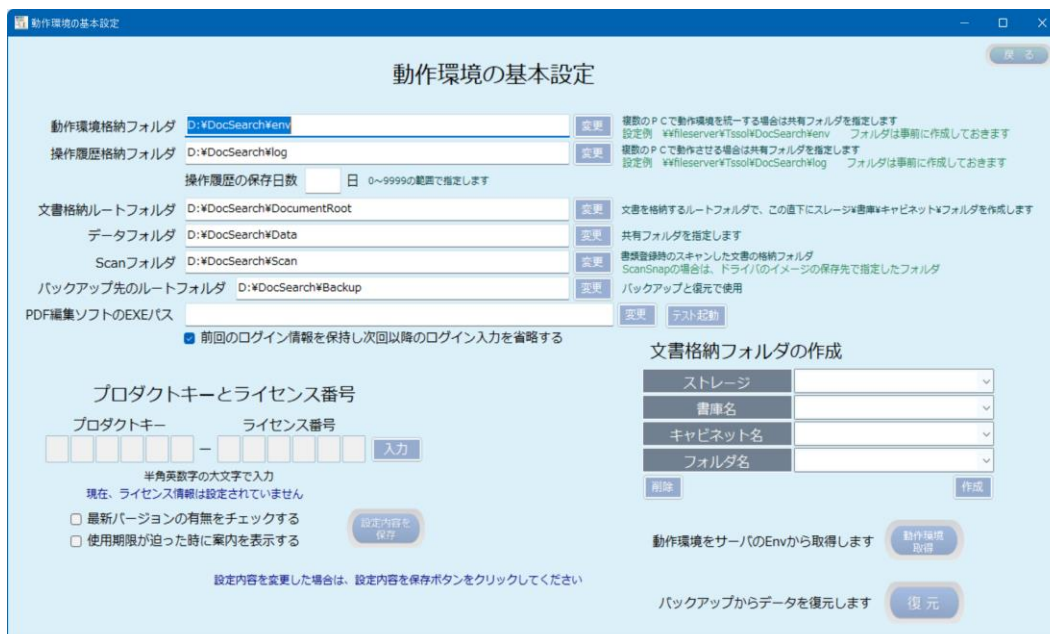 動作環境の基本設定
戻 る
動作環境の基本設定
動作環境格納フォルダ D:¥DocSearch¥env 変更 複数のPCで動作環境を統一する場合は共有フォルダを指定します
設定例 ¥¥fileserver¥Tssol¥DocSearch¥env フォルダは事前に作成しておきます
操作履歴格納フォルダ D:¥DocSearch¥log 変更 複数のPCで動作させる場合は共有フォルダを指定します
設定例 ¥¥fileserver¥Tssol¥DocSearch¥log フォルダは事前に作成しておきます
操作履歴の保存日数 日 0~9999の範囲で指定します
文書格納ルートフォルダ D:¥DocSearch¥DocumentRoot 変更 文書を格納するルートフォルダで、この直下にスレージ¥書庫¥キャビネット¥フォルダを作成します
データフォルダ D:¥DocSearch¥Data 変更 共有フォルダを指定します
Scanフォルダ D:¥DocSearch¥Scan 変更 書類登録時のスキャンした文書の格納フォルダ
ScanSnapの場合は、ドライバのイメージの保存先で指定したフォルダ
バックアップ先のルートフォルダ D:¥DocSearch¥Backup 変更 バックアップと復元で使用
PDF編集ソフトのEXEパス 変更 テスト起動
前回のログイン情報を保持し次回以降のログイン入力を省略する
プロダクトキーとライセンス番号
プロダクトキー ライセンス番号
− 入力
半角英数字の大文字で入力
現在、ライセンス情報は設定されていません
最新バージョンの有無をチェックする
使用期限が迫った時に案内を表示する
設定内容を
保存
設定内容を変更した場合は、設定内容を保存ボタンをクリックしてください
文書格納フォルダの作成
ストレージ
書庫名
キャビネット名
フォルダ名
削除 作成
動作環境をサーバのEnvから取得します
動作環境
取得
バックアップからデータを復元します 復 元